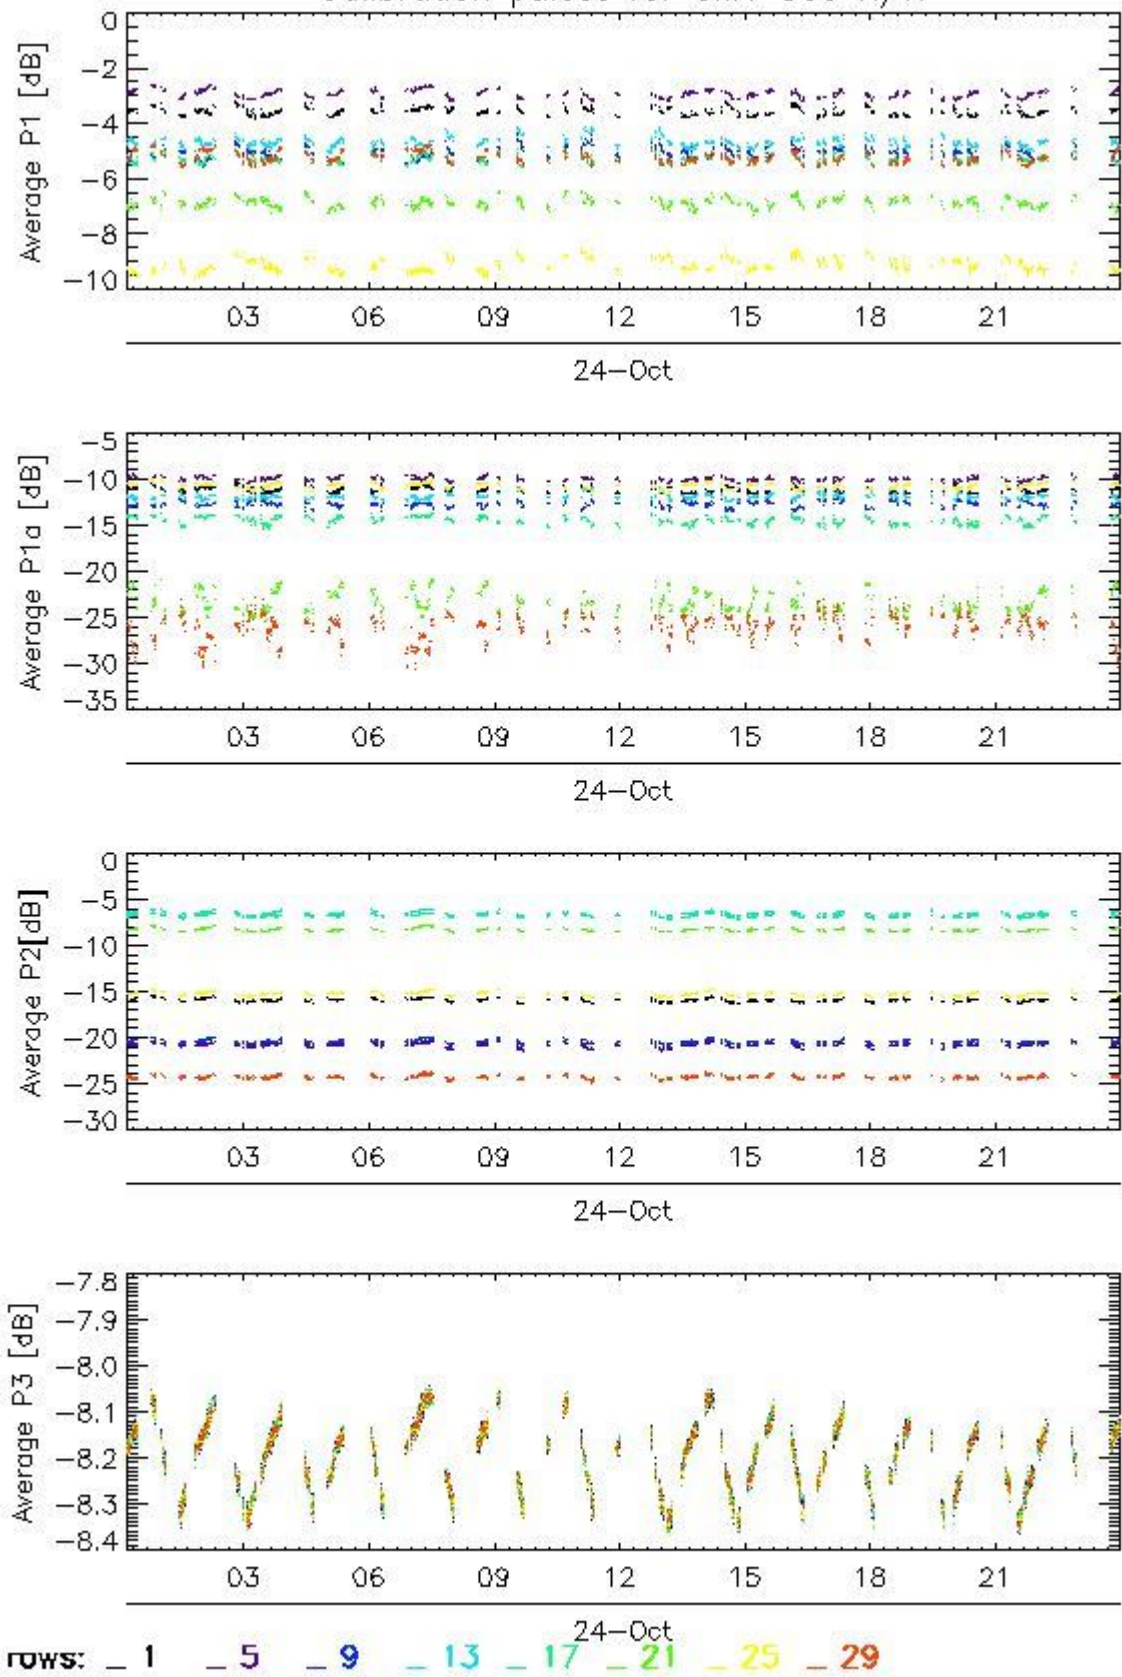 Average P1 [dB]
0
−2
−4
−6
−8
−10
03 06 09 12 15 18 21
24−Oct
Average P1a [dB]
−5
−10
−15
−20
−25
−30
−35
03 06 09 12 15 18 21
24−Oct
Average P2[dB]
0
−5
−10
−15
−20
−25
−30
03 06 09 12 15 18 21
24−Oct
Average P3 [dB]
−7.8
−7.9
−8.0
−8.1
−8.2
−8.3
−8.4
03 06 09 12 15 18 21
24−Oct
rows: _ 1 _ 5 _ 9 _ 13 _ 17 _ 21 _ 25 _ 29